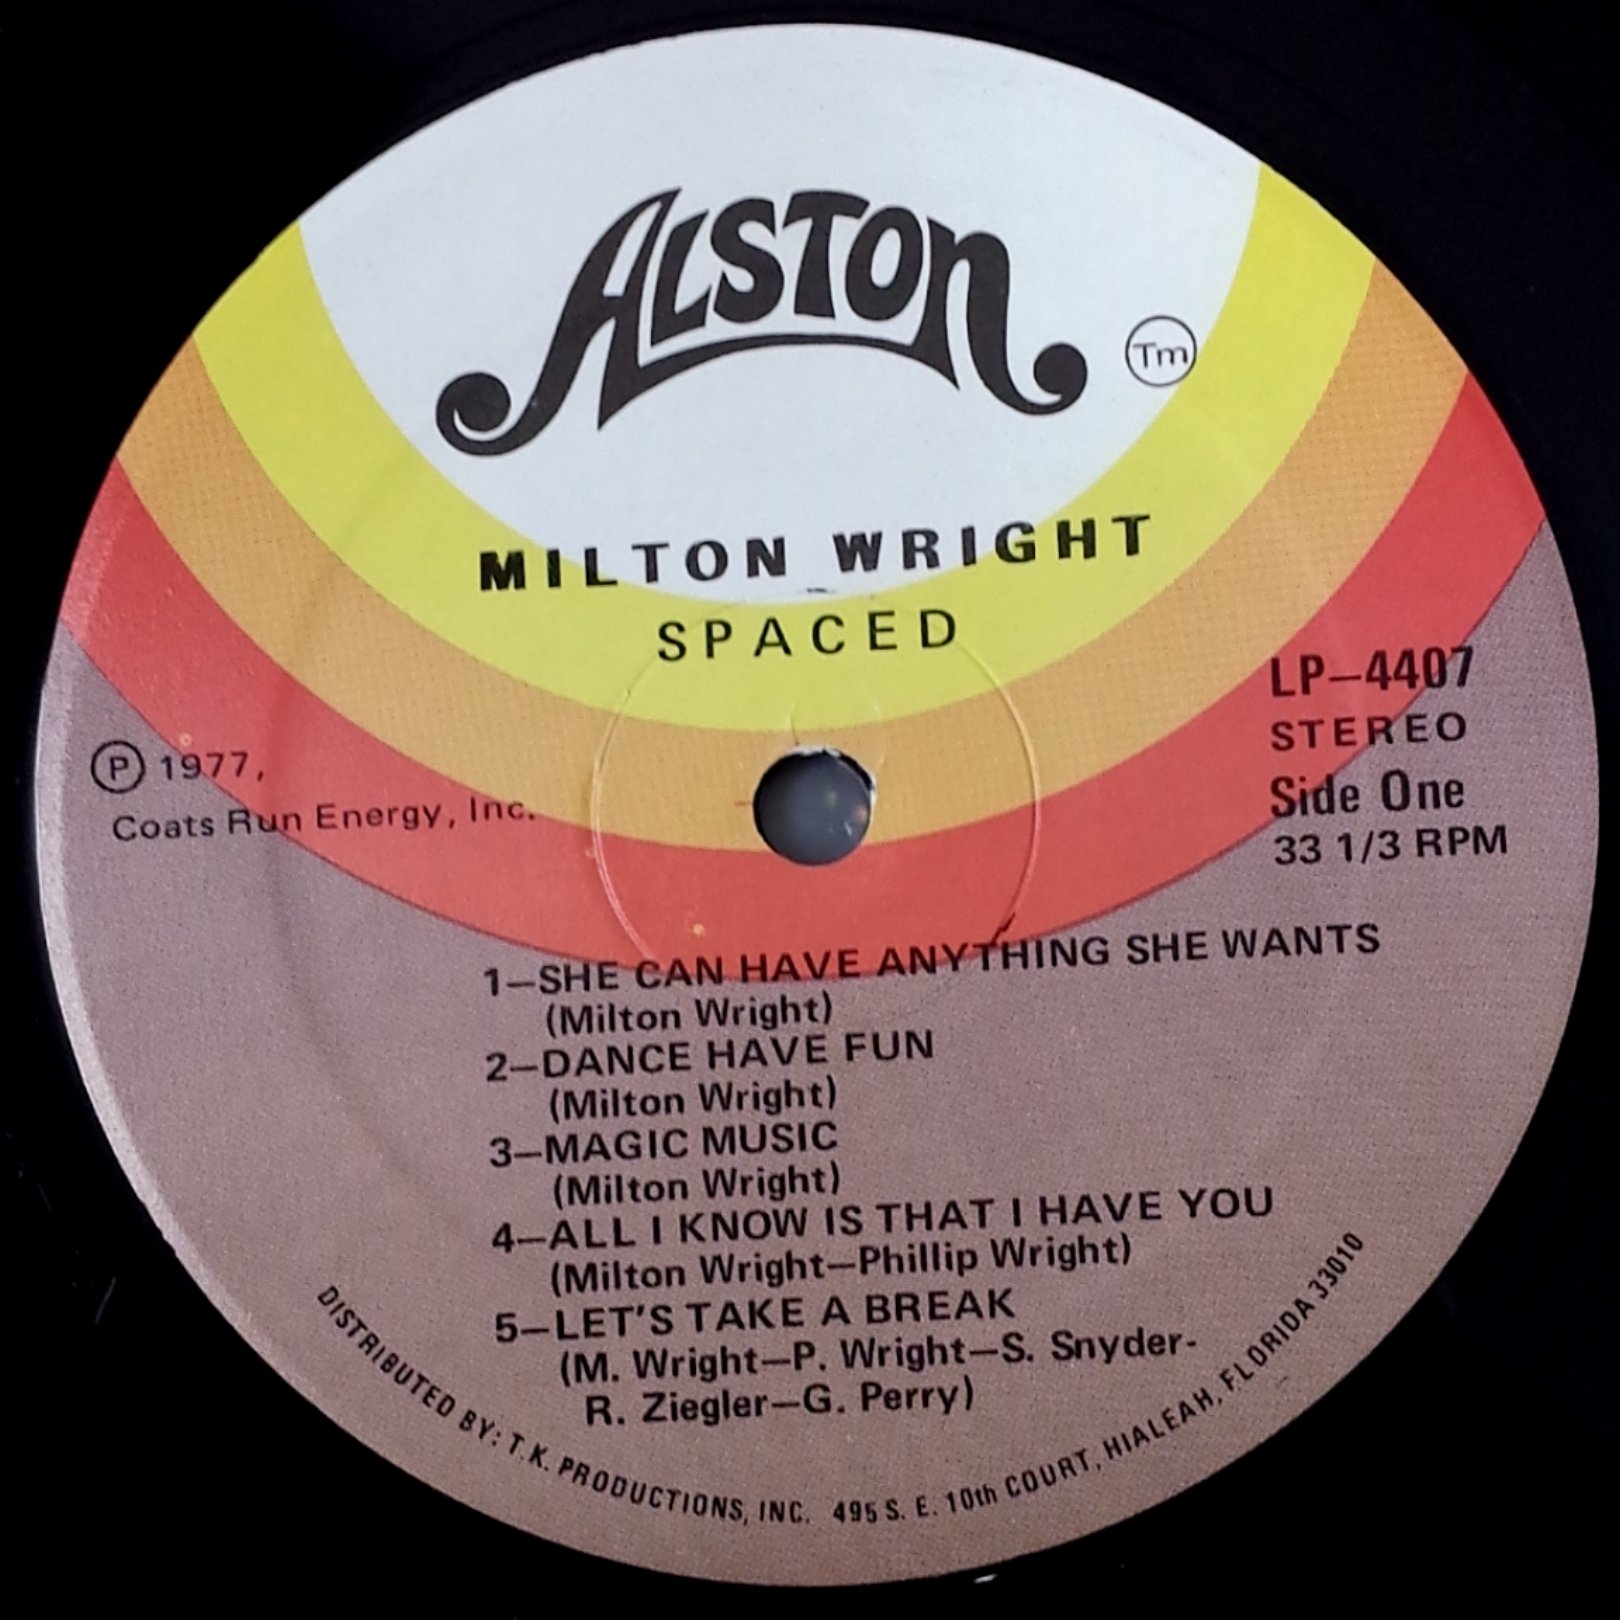 ALSTON
Tm
MILTON WRIGHT
SPACED
LP–4407
STEREO
Side One
33 1/3 RPM
Ⓟ 1977,
Coats Run Energy, Inc.
1–SHE CAN HAVE ANYTHING SHE WANTS
(Milton Wright)
2–DANCE HAVE FUN
(Milton Wright)
3–MAGIC MUSIC
(Milton Wright)
4–ALL I KNOW IS THAT I HAVE YOU
(Milton Wright–Phillip Wright)
5–LET'S TAKE A BREAK
(M. Wright–P. Wright–S. Snyder-
R. Ziegler–G. Perry)
DISTRIBUTED BY: T.K. PRODUCTIONS, INC. 495 S. E. 10th COURT, HIALEAH, FLORIDA 33010